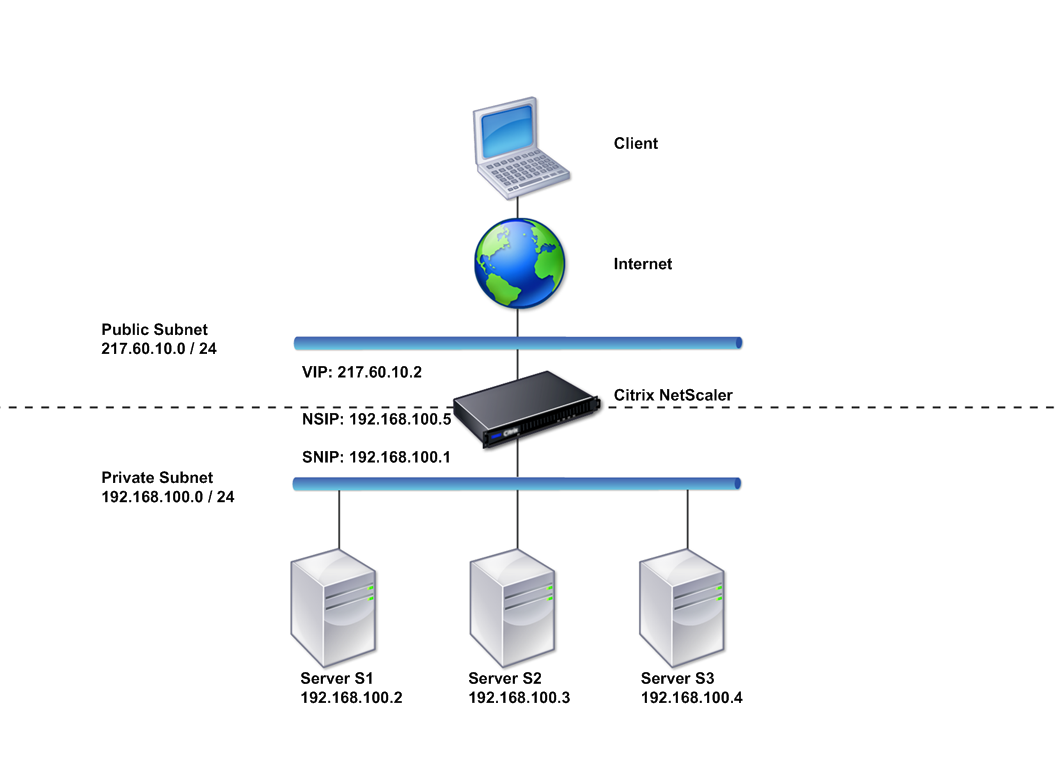 Client
Internet
Public Subnet
217.60.10.0 / 24
VIP: 217.60.10.2
Citrix NetScaler
NSIP: 192.168.100.5
SNIP: 192.168.100.1
Private Subnet
192.168.100.0 / 24
Server S1
192.168.100.2
Server S2
192.168.100.3
Server S3
192.168.100.4